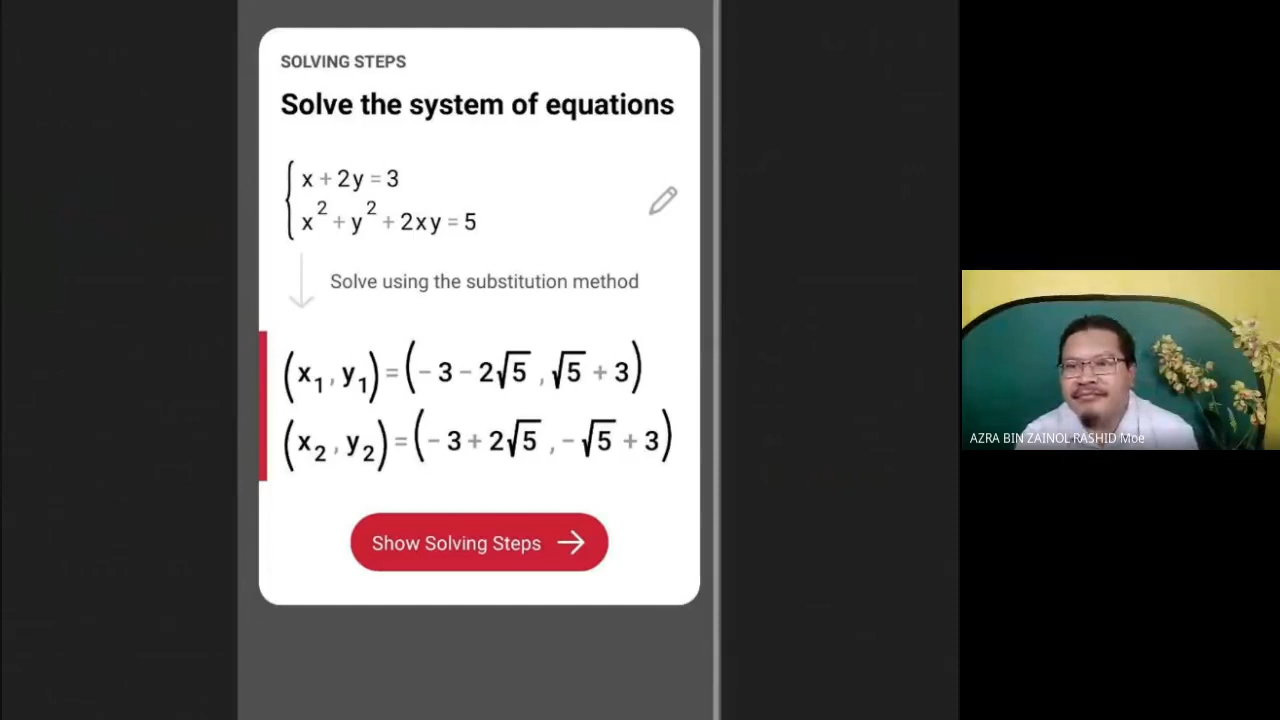 SOLVING STEPS
Solve the system of equations
x + 2y = 3
x² + y² + 2xy = 5
Solve using the substitution method
(x₁, y₁) = (-3 - 2√5, √5 + 3)
(x₂, y₂) = (-3 + 2√5, -√5 + 3)
Show Solving Steps
AZRA BIN ZAINOL RASHID Moe